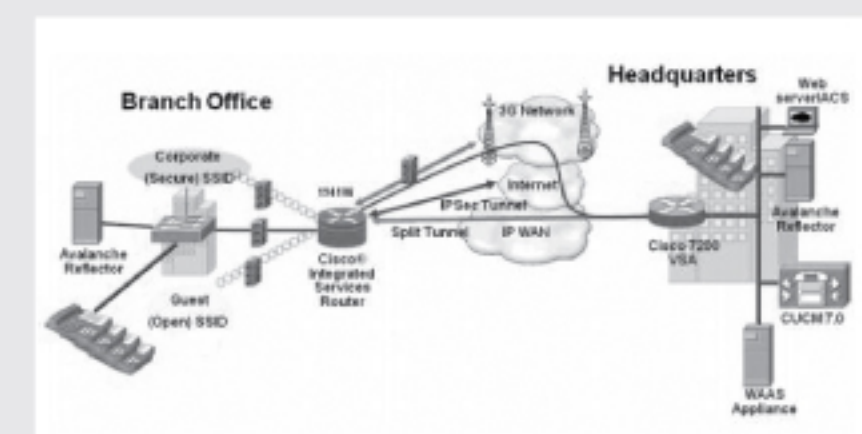 Branch Office
Headquarters
Corporate
(Secure) SSID
Avalanche
Reflector
Guest
(Open) SSID
Cisco®
Integrated
Services
Router
3G Network
Internet
IPSec Tunnel
Split Tunnel
IP WAN
Cisco 7200
VSA
Web
server/ACS
Avalanche
Reflector
CUCM 7.0
WAAS
Appliance